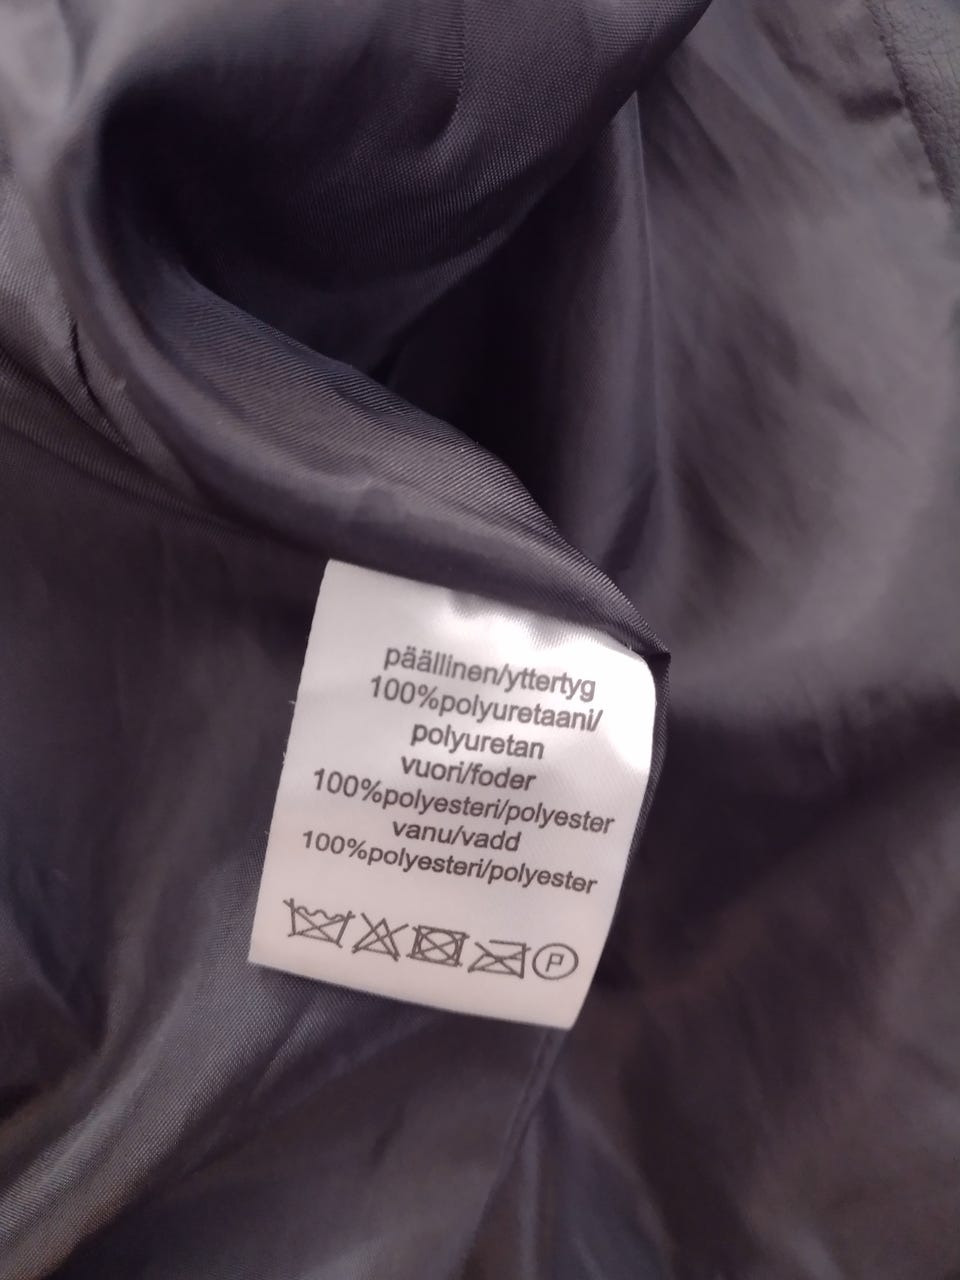 päällinen/yttertyg
100%polyuretaani/
polyuretan
vuori/foder
100%polyesteri/polyester
vanu/vadd
100%polyesteri/polyester
P